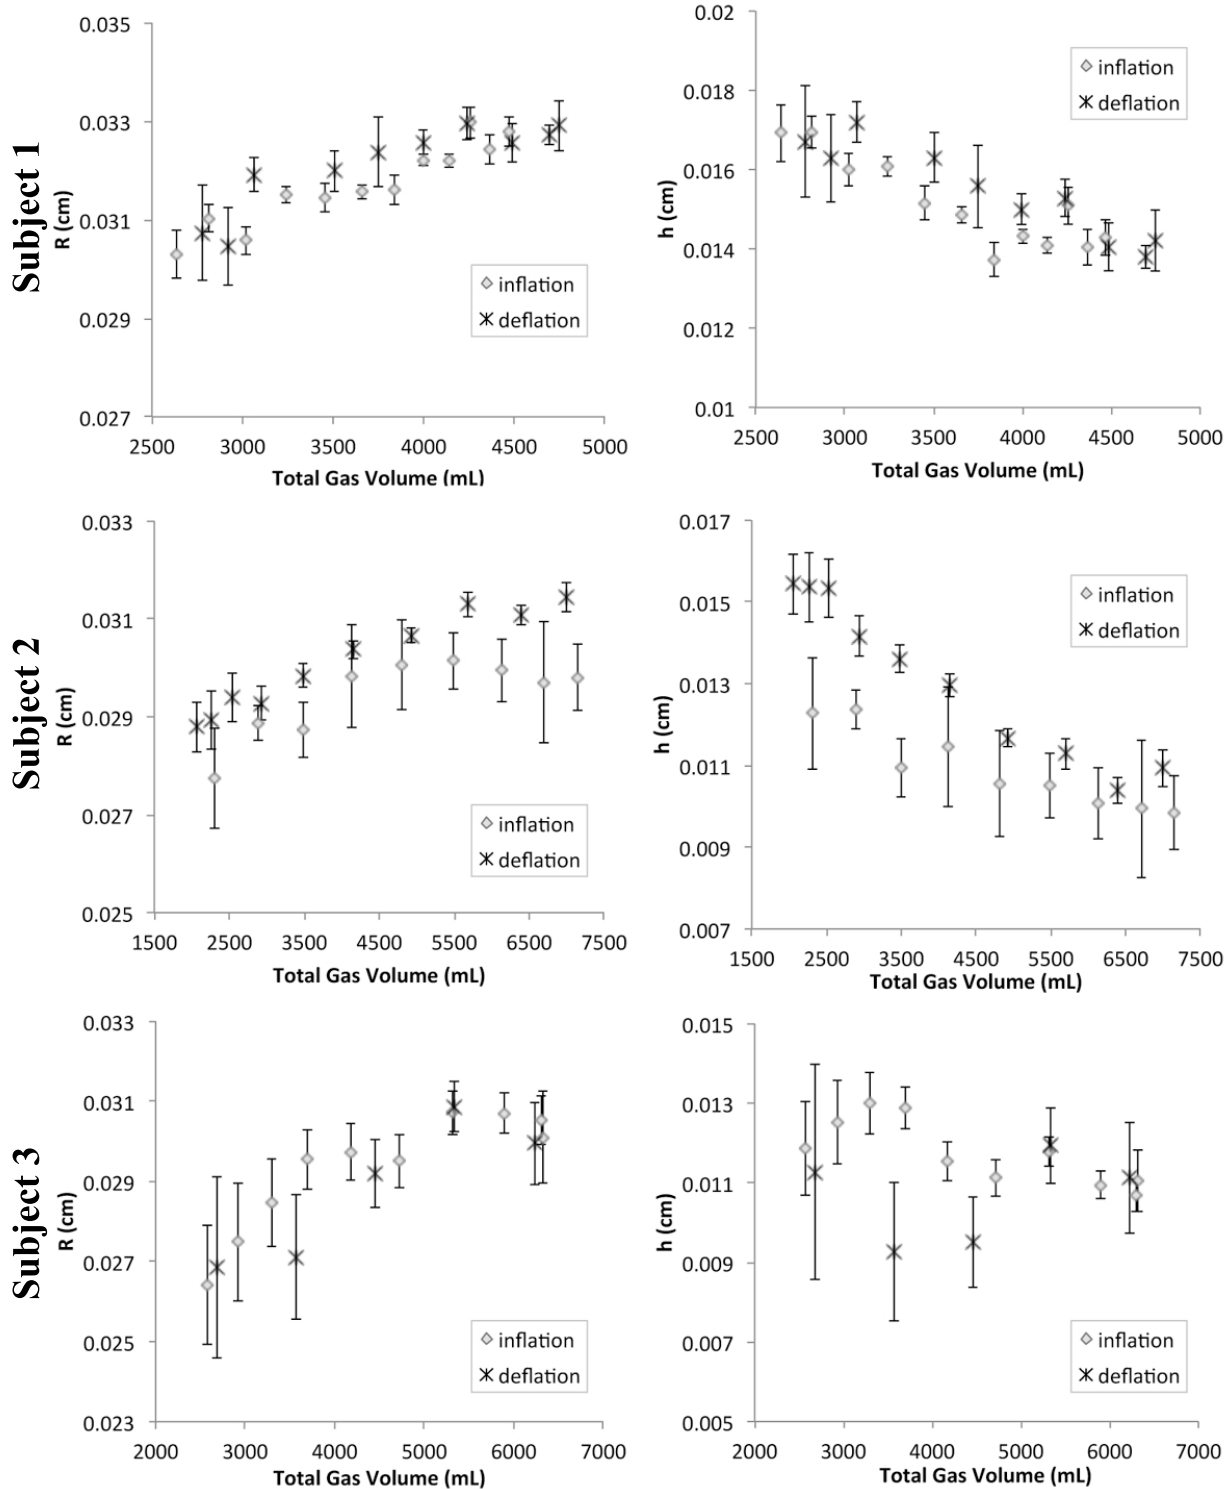 Subject 1
0.035
0.033
0.031
0.029
0.027
R (cm)
inflation
deflation
2500 3000 3500 4000 4500 5000
Total Gas Volume (mL)
0.02
0.018
0.016
0.014
0.012
0.01
h (cm)
inflation
deflation
2500 3000 3500 4000 4500 5000
Total Gas Volume (mL)
Subject 2
0.033
0.031
0.029
0.027
0.025
R (cm)
inflation
deflation
1500 2500 3500 4500 5500 6500 7500
Total Gas Volume (mL)
0.017
0.015
0.013
0.011
0.009
0.007
h (cm)
inflation
deflation
1500 2500 3500 4500 5500 6500 7500
Total Gas Volume (mL)
Subject 3
0.033
0.031
0.029
0.027
0.025
0.023
R (cm)
inflation
deflation
2000 3000 4000 5000 6000 7000
Total Gas Volume (mL)
0.015
0.013
0.011
0.009
0.007
0.005
h (cm)
inflation
deflation
2000 3000 4000 5000 6000 7000
Total Gas Volume (mL)